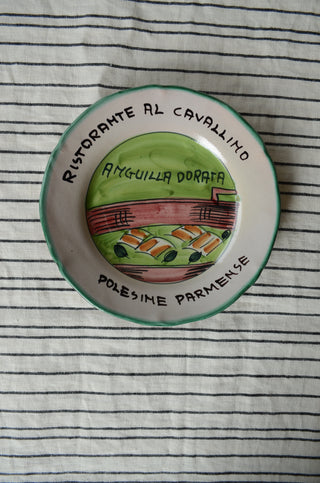 RISTORANTE AL CAVALLINO
ANGUILLA DORATA
POLESINE PARMENSE